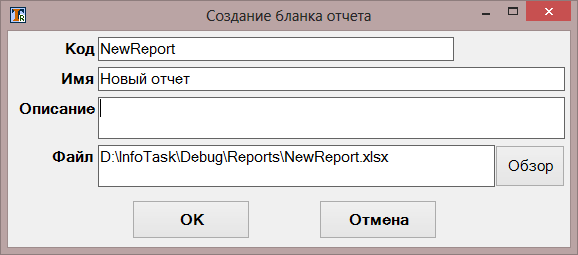 Создание бланка отчета
Код NewReport
Имя Новый отчет
Описание
Файл D:\InfoTask\Debug\Reports\NewReport.xlsx Обзор
OK Отмена